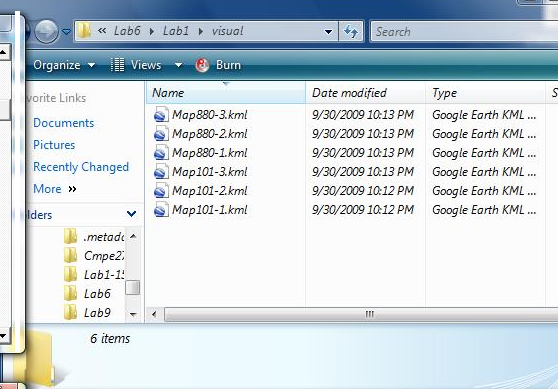 « Lab6 Lab1 visual Search
Organize Views Burn
vorite Links Name Date modified Type S
Documents Map880-3.kml 9/30/2009 10:13 PM Google Earth KML ...
Pictures Map880-2.kml 9/30/2009 10:13 PM Google Earth KML ...
Map880-1.kml 9/30/2009 10:13 PM Google Earth KML ...
Recently Changed Map101-3.kml 9/30/2009 10:13 PM Google Earth KML ...
More » Map101-2.kml 9/30/2009 10:12 PM Google Earth KML ...
lders Map101-1.kml 9/30/2009 10:12 PM Google Earth KML ...
.metada
Cmpe27
Lab1-15
Lab6
Lab9
6 items